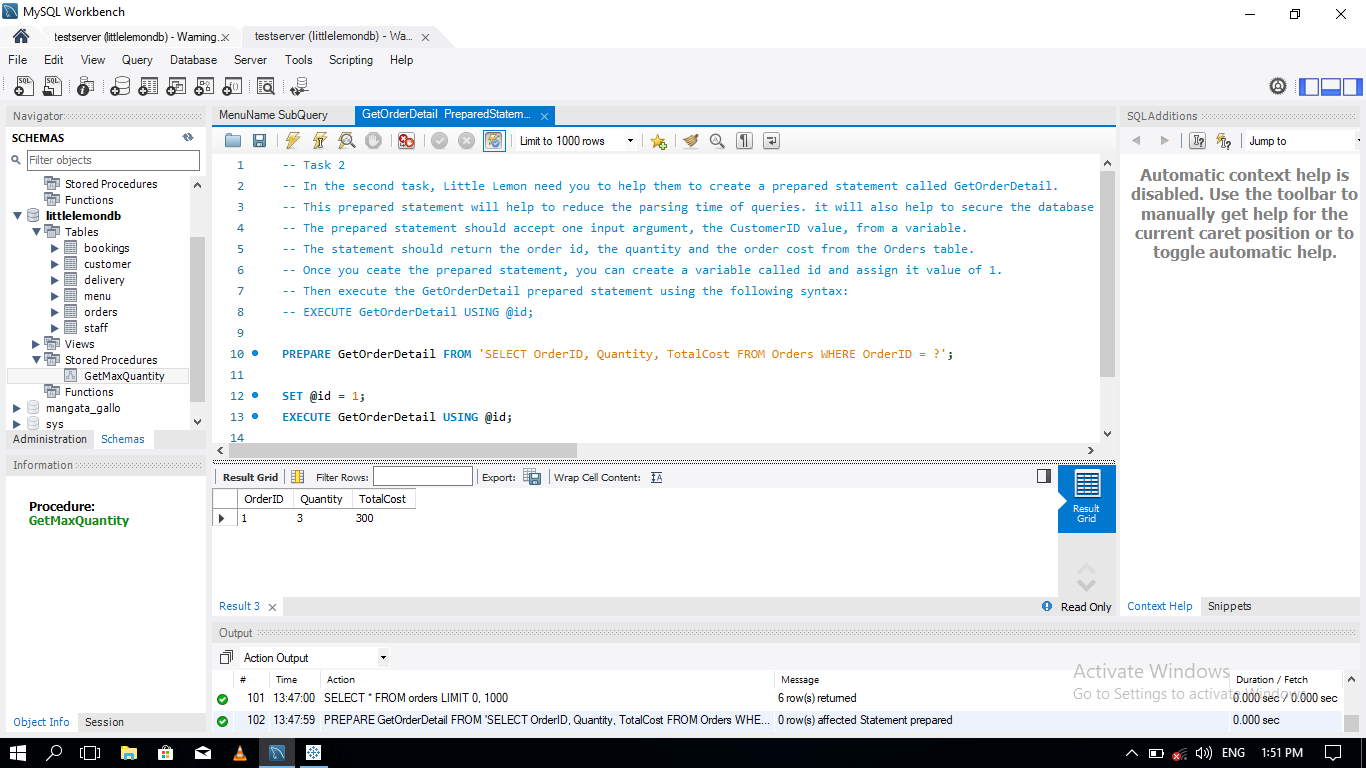 MySQL Workbench
testserver (littlelemondb) - Warning...
testserver (littlelemondb) - Wa...
File Edit View Query Database Server Tools Scripting Help
Navigator
SCHEMAS
Filter objects
Stored Procedures
Functions
littlelemondb
Tables
bookings
customer
delivery
menu
orders
staff
Views
Stored Procedures
GetMaxQuantity
Functions
mangata_gallo
sys
Administration Schemas
Information
Procedure:
GetMaxQuantity
Object Info Session
MenuName SubQuery
GetOrderDetail PreparedStatem...
Limit to 1000 rows
1 -- Task 2
2 -- In the second task, Little Lemon need you to help them to create a prepared statement called GetOrderDetail.
3 -- This prepared statement will help to reduce the parsing time of queries. it will also help to secure the database
4 -- The prepared statement should accept one input argument, the CustomerID value, from a variable.
5 -- The statement should return the order id, the quantity and the order cost from the Orders table.
6 -- Once you ceate the prepared statement, you can create a variable called id and assign it value of 1.
7 -- Then execute the GetOrderDetail prepared statement using the following syntax:
8 -- EXECUTE GetOrderDetail USING @id;
9
10 PREPARE GetOrderDetail FROM 'SELECT OrderID, Quantity, TotalCost FROM Orders WHERE OrderID = ?';
11
12 SET @id = 1;
13 EXECUTE GetOrderDetail USING @id;
14
Result Grid Filter Rows: Export: Wrap Cell Content:
OrderID Quantity TotalCost
1 3 300
Result Grid
Result 3
Read Only
SQLAdditions
Jump to
Automatic context help is
disabled. Use the toolbar to
manually get help for the
current caret position or to
toggle automatic help.
Context Help Snippets
Output
Action Output
# Time Action Message Duration / Fetch
101 13:47:00 SELECT * FROM orders LIMIT 0, 1000 6 row(s) returned 0.000 sec / 0.000 sec
102 13:47:59 PREPARE GetOrderDetail FROM 'SELECT OrderID, Quantity, TotalCost FROM Orders WHE... 0 row(s) affected Statement prepared 0.000 sec
Activate Windows
Go to Settings to activate Windows.
ENG 1:51 PM